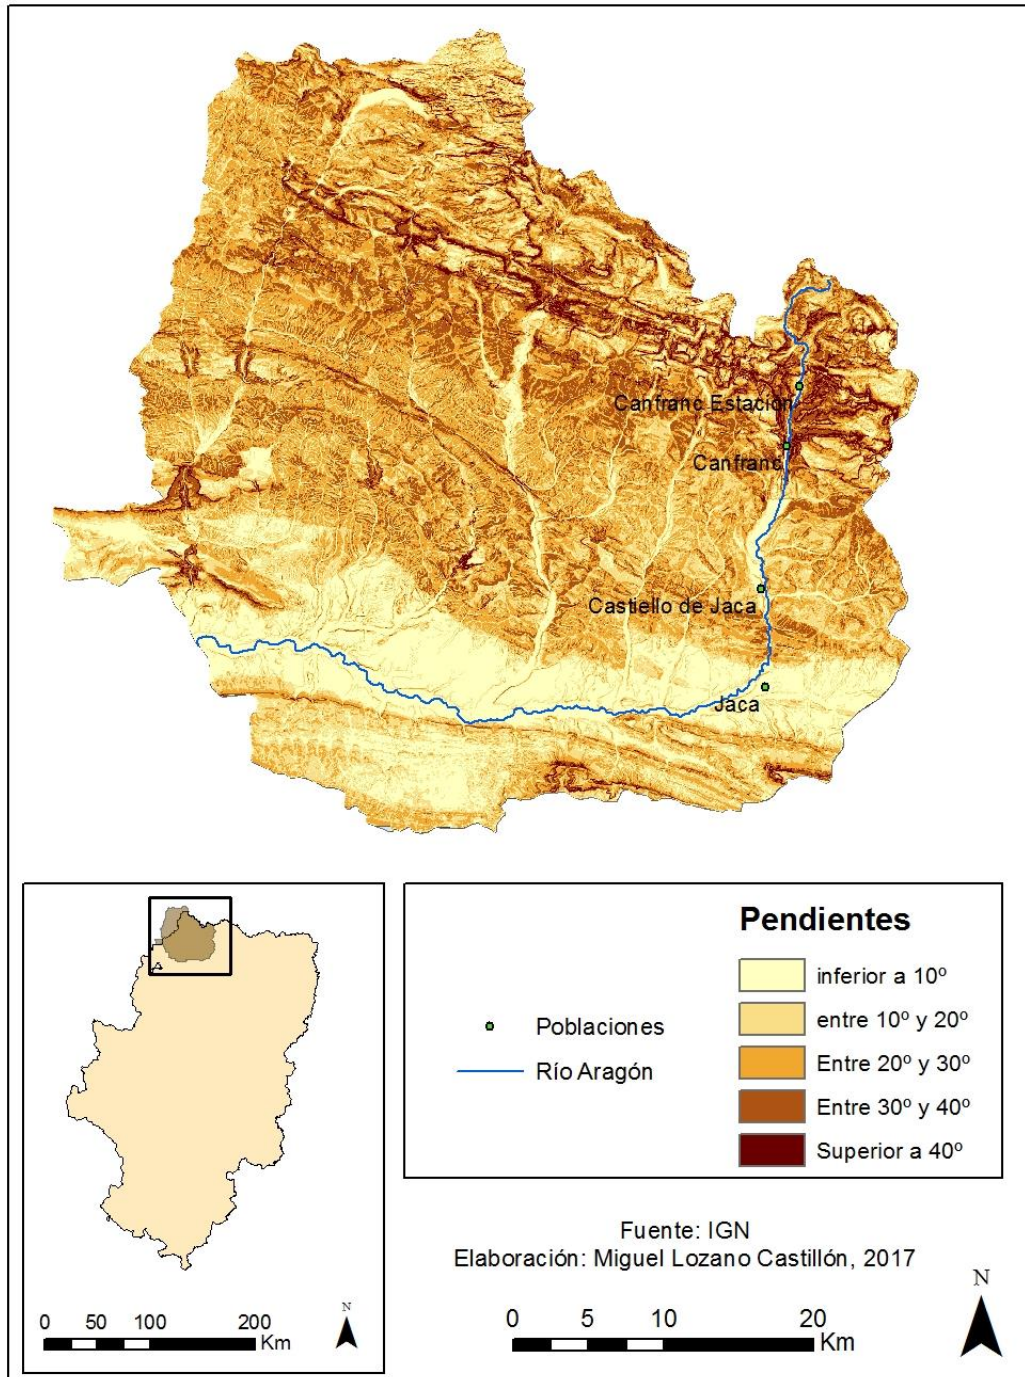 Canfranc Estación
Canfranc
Castiello de Jaca
Jaca
Pendientes
inferior a 10º
entre 10º y 20º
Entre 20º y 30º
Entre 30º y 40º
Superior a 40º
Poblaciones
Río Aragón
N
0 50 100 200
Km
Fuente: IGN
Elaboración: Miguel Lozano Castillón, 2017
0 5 10 20
Km
N